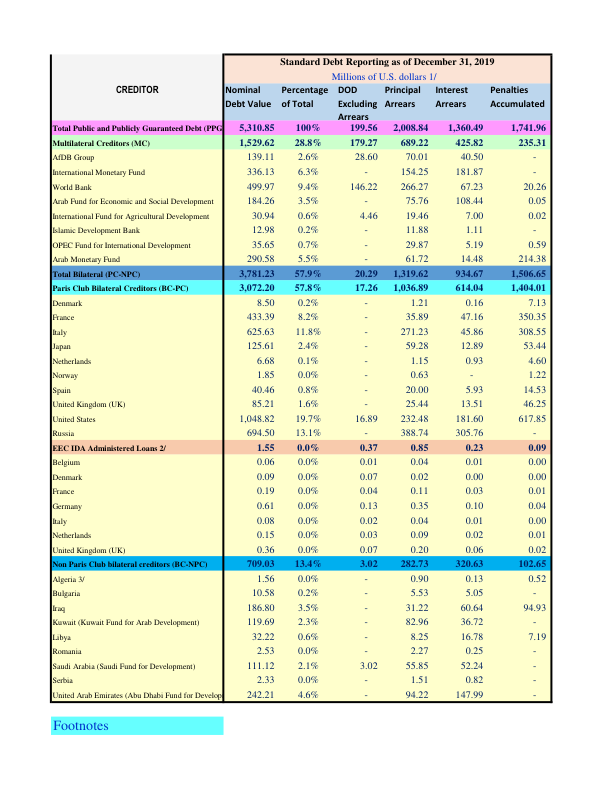 Standard Debt Reporting as of December 31, 2019
Millions of U.S. dollars 1/
CREDITOR Nominal Debt Value Percentage of Total DOD Excluding Arrears Principal Arrears Interest Arrears Penalties Accumulated
Total Public and Publicly Guaranteed Debt (PPG 5,310.85 100% 199.56 2,008.84 1,360.49 1,741.96
Multilateral Creditors (MC) 1,529.62 28.8% 179.27 689.22 425.82 235.31
AfDB Group 139.11 2.6% 28.60 70.01 40.50 -
International Monetary Fund 336.13 6.3% - 154.25 181.87 -
World Bank 499.97 9.4% 146.22 266.27 67.23 20.26
Arab Fund for Economic and Social Development 184.26 3.5% - 75.76 108.44 0.05
International Fund for Agricultural Development 30.94 0.6% 4.46 19.46 7.00 0.02
Islamic Development Bank 12.98 0.2% - 11.88 1.11 -
OPEC Fund for International Development 35.65 0.7% - 29.87 5.19 0.59
Arab Monetary Fund 290.58 5.5% - 61.72 14.48 214.38
Total Bilateral (PC-NPC) 3,781.23 57.9% 20.29 1,319.62 934.67 1,506.65
Paris Club Bilateral Creditors (BC-PC) 3,072.20 57.8% 17.26 1,036.89 614.04 1,404.01
Denmark 8.50 0.2% - 1.21 0.16 7.13
France 433.39 8.2% - 35.89 47.16 350.35
Italy 625.63 11.8% - 271.23 45.86 308.55
Japan 125.61 2.4% - 59.28 12.89 53.44
Netherlands 6.68 0.1% - 1.15 0.93 4.60
Norway 1.85 0.0% - 0.63 - 1.22
Spain 40.46 0.8% - 20.00 5.93 14.53
United Kingdom (UK) 85.21 1.6% - 25.44 13.51 46.25
United States 1,048.82 19.7% 16.89 232.48 181.60 617.85
Russia 694.50 13.1% - 388.74 305.76 -
EEC IDA Administered Loans 2/ 1.55 0.0% 0.37 0.85 0.23 0.09
Belgium 0.06 0.0% 0.01 0.04 0.01 0.00
Denmark 0.09 0.0% 0.07 0.02 0.00 0.00
France 0.19 0.0% 0.04 0.11 0.03 0.01
Germany 0.61 0.0% 0.13 0.35 0.10 0.04
Italy 0.08 0.0% 0.02 0.04 0.01 0.00
Netherlands 0.15 0.0% 0.03 0.09 0.02 0.01
United Kingdom (UK) 0.36 0.0% 0.07 0.20 0.06 0.02
Non Paris Club bilateral creditors (BC-NPC) 709.03 13.4% 3.02 282.73 320.63 102.65
Algeria 3/ 1.56 0.0% - 0.90 0.13 0.52
Bulgaria 10.58 0.2% - 5.53 5.05 -
Iraq 186.80 3.5% - 31.22 60.64 94.93
Kuwait (Kuwait Fund for Arab Development) 119.69 2.3% - 82.96 36.72 -
Libya 32.22 0.6% - 8.25 16.78 7.19
Romania 2.53 0.0% - 2.27 0.25 -
Saudi Arabia (Saudi Fund for Development) 111.12 2.1% 3.02 55.85 52.24 -
Serbia 2.33 0.0% - 1.51 0.82 -
United Arab Emirates (Abu Dhabi Fund for Develop 242.21 4.6% - 94.22 147.99 -
Footnotes